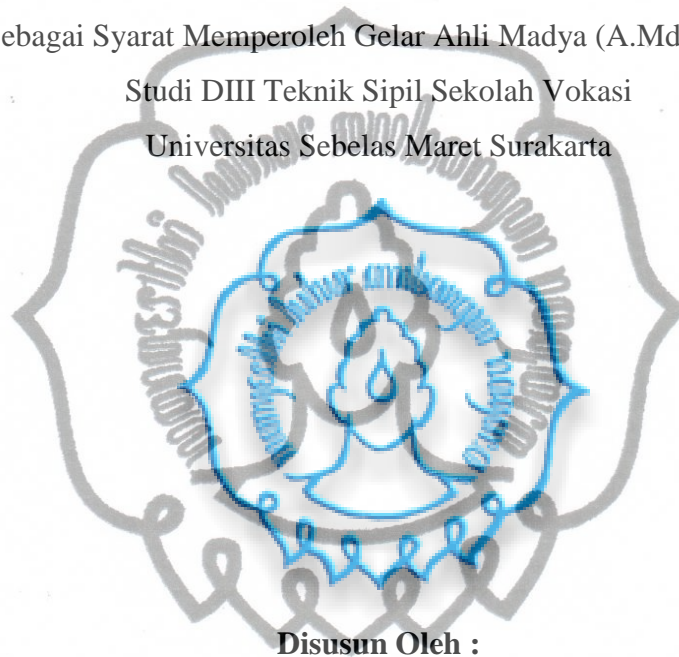 ebagai Syarat Memperoleh Gelar Ahli Madya (A.Md
Studi DIII Teknik Sipil Sekolah Vokasi
Universitas Sebelas Maret Surakarta
Disusun Oleh :